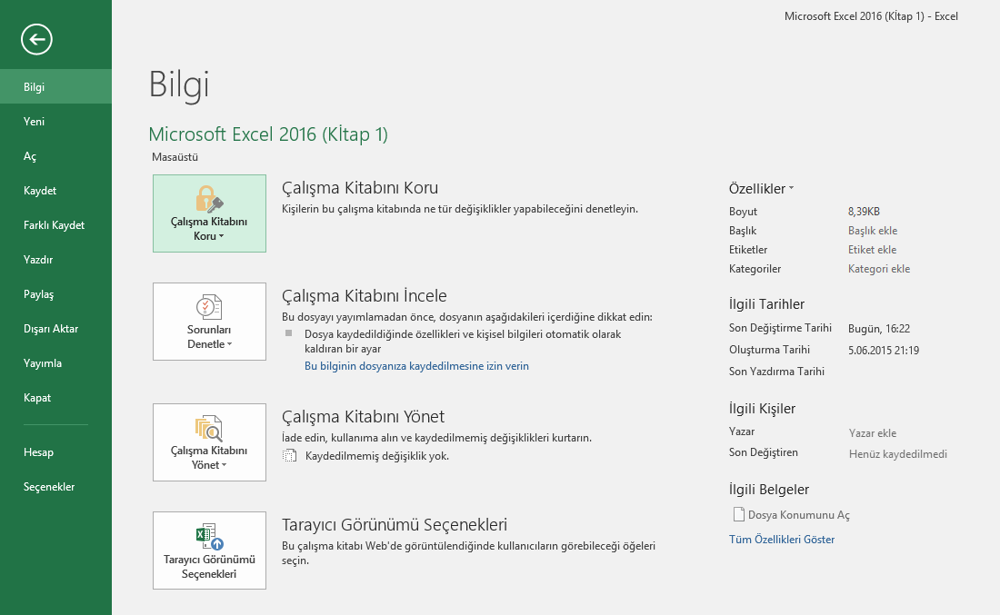 Microsoft Excel 2016 (Kİtap 1) - Excel
Bilgi
Yeni
Aç
Kaydet
Farklı Kaydet
Yazdır
Paylaş
Dışarı Aktar
Yayımla
Kapat
Hesap
Seçenekler
Bilgi
Microsoft Excel 2016 (Kİtap 1)
Masaüstü
Çalışma Kitabını
Koru
Çalışma Kitabını Koru
Kişilerin bu çalışma kitabında ne tür değişiklikler yapabileceğini denetleyin.
Sorunları
Denetle
Çalışma Kitabını İncele
Bu dosyayı yayımlamadan önce, dosyanın aşağıdakileri içerdiğine dikkat edin:
Dosya kaydedildiğinde özellikleri ve kişisel bilgileri otomatik olarak
kaldıran bir ayar
Bu bilginin dosyanıza kaydedilmesine izin verin
Çalışma Kitabını
Yönet
Çalışma Kitabını Yönet
İade edin, kullanıma alın ve kaydedilmemiş değişiklikleri kurtarın.
Kaydedilmemiş değişiklik yok.
Tarayıcı Görünümü
Seçenekleri
Tarayıcı Görünümü Seçenekleri
Bu çalışma kitabı Web'de görüntülendiğinde kullanıcıların görebileceği öğeleri
seçin.
Özellikler
Boyut 8,39KB
Başlık Başlık ekle
Etiketler Etiket ekle
Kategoriler Kategori ekle
İlgili Tarihler
Son Değiştirme Tarihi Bugün, 16:22
Oluşturma Tarihi 5.06.2015 21:19
Son Yazdırma Tarihi
İlgili Kişiler
Yazar Yazar ekle
Son Değiştiren Henüz kaydedilmedi
İlgili Belgeler
Dosya Konumunu Aç
Tüm Özellikleri Göster